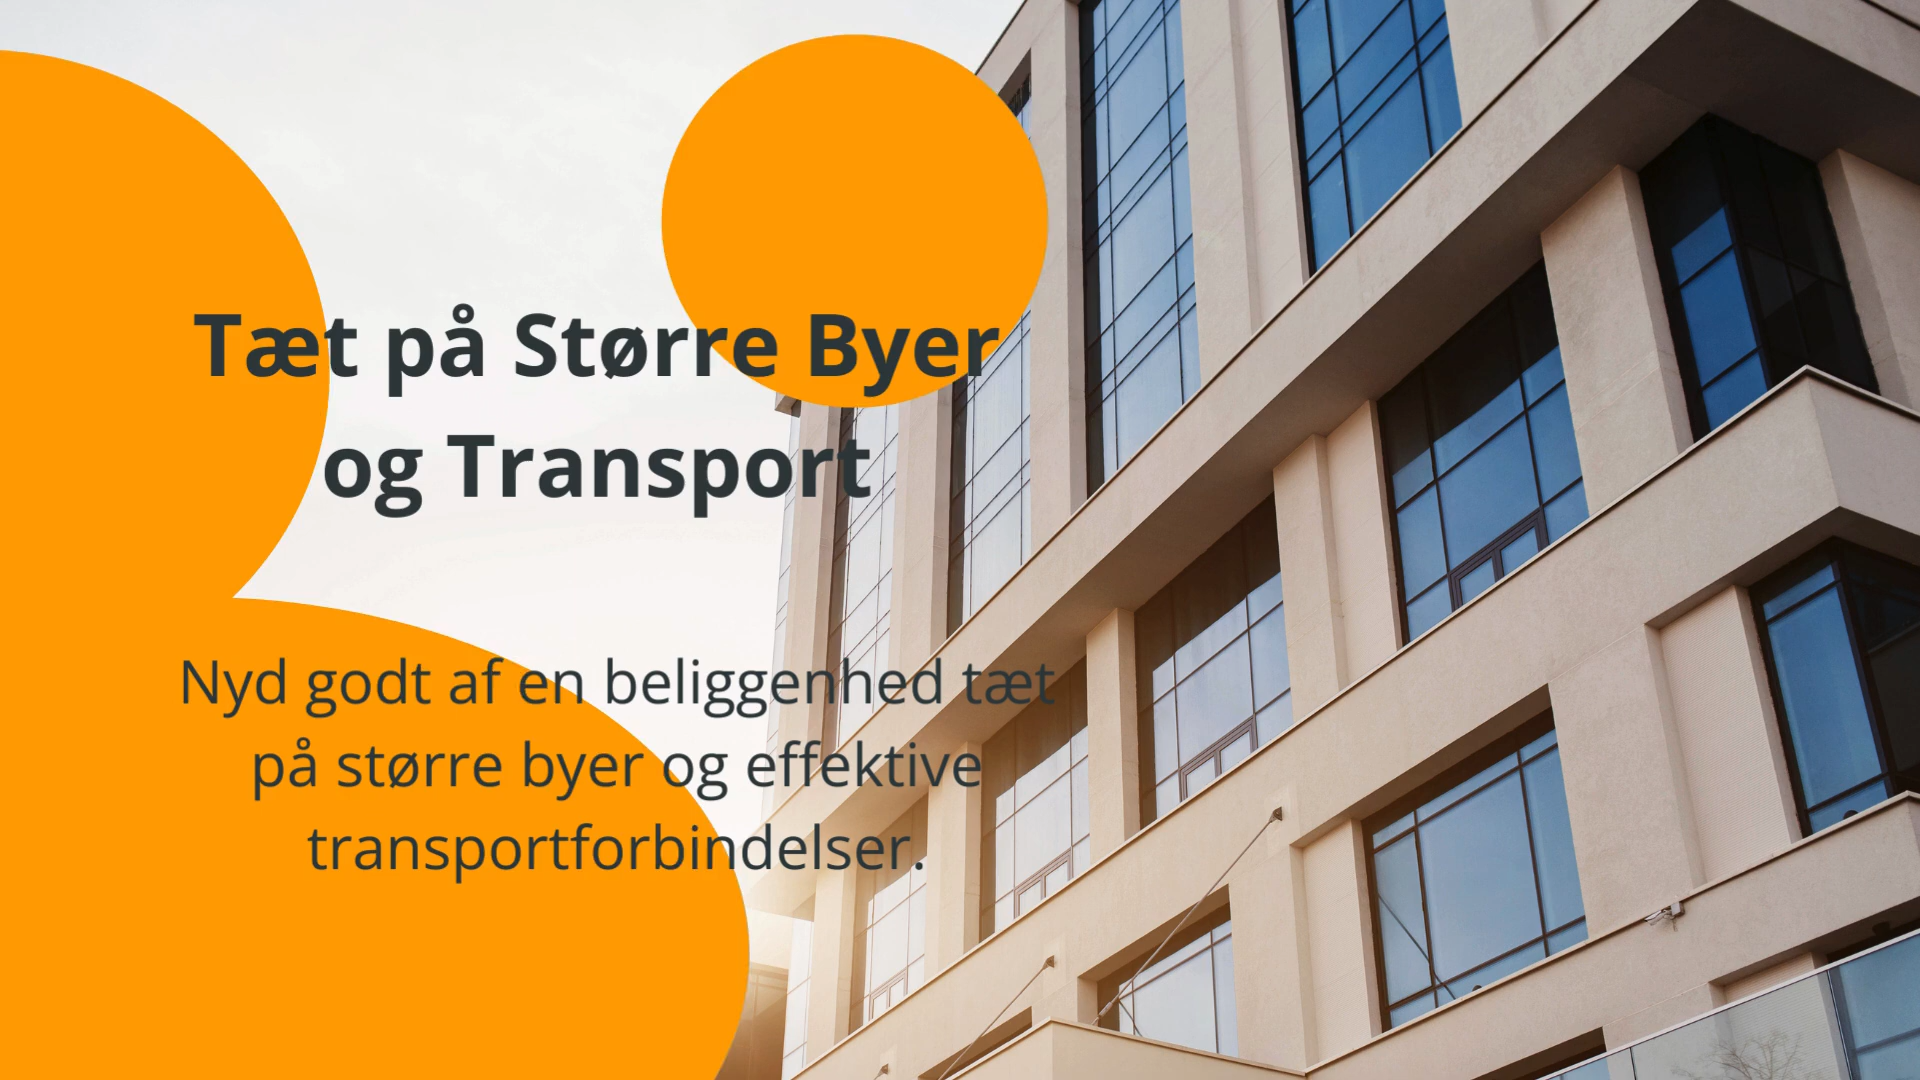 Tæt på Større Byer
og Transport
Nyd godt af en beliggenhed tæt
på større byer og effektive
transportforbindelser.